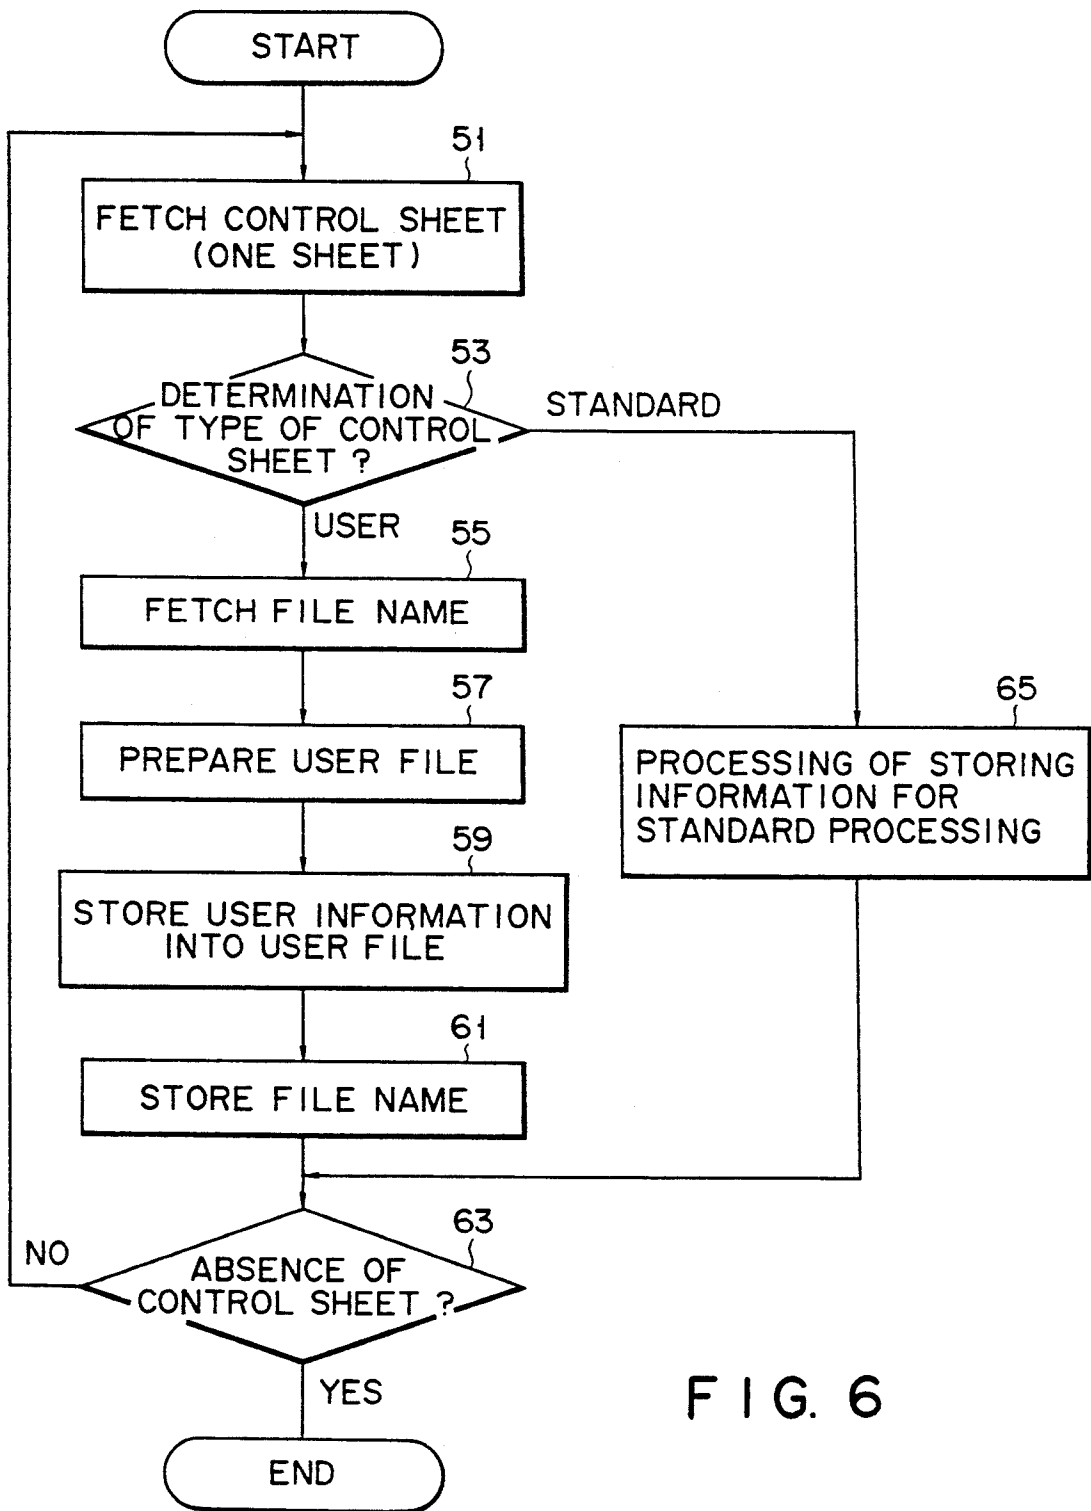 START
51
FETCH CONTROL SHEET
(ONE SHEET)
53
DETERMINATION
OF TYPE OF CONTROL
SHEET ?
STANDARD
USER
55
FETCH FILE NAME
57
PREPARE USER FILE
65
PROCESSING OF STORING
INFORMATION FOR
STANDARD PROCESSING
59
STORE USER INFORMATION
INTO USER FILE
61
STORE FILE NAME
63
NO
ABSENCE OF
CONTROL SHEET ?
YES
END
FIG. 6